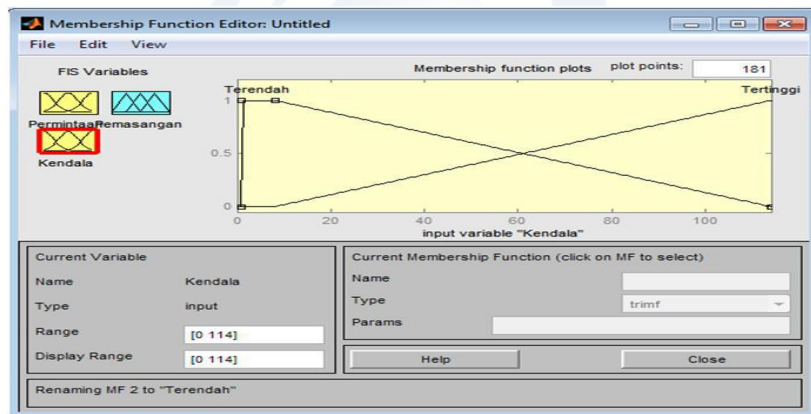 Membership Function Editor: Untitled
File Edit View
FIS Variables
Membership function plots plot points: 181
Permintaan Pemasangan
Kendala
Terendah Tertinggi
1
0.5
0
0 20 40 60 80 100
input variable "Kendala"
Current Variable
Name Kendala
Type input
Range [0 114]
Display Range [0 114]
Current Membership Function (click on MF to select)
Name
Type trimf
Params
Help Close
Renaming MF 2 to "Terendah"